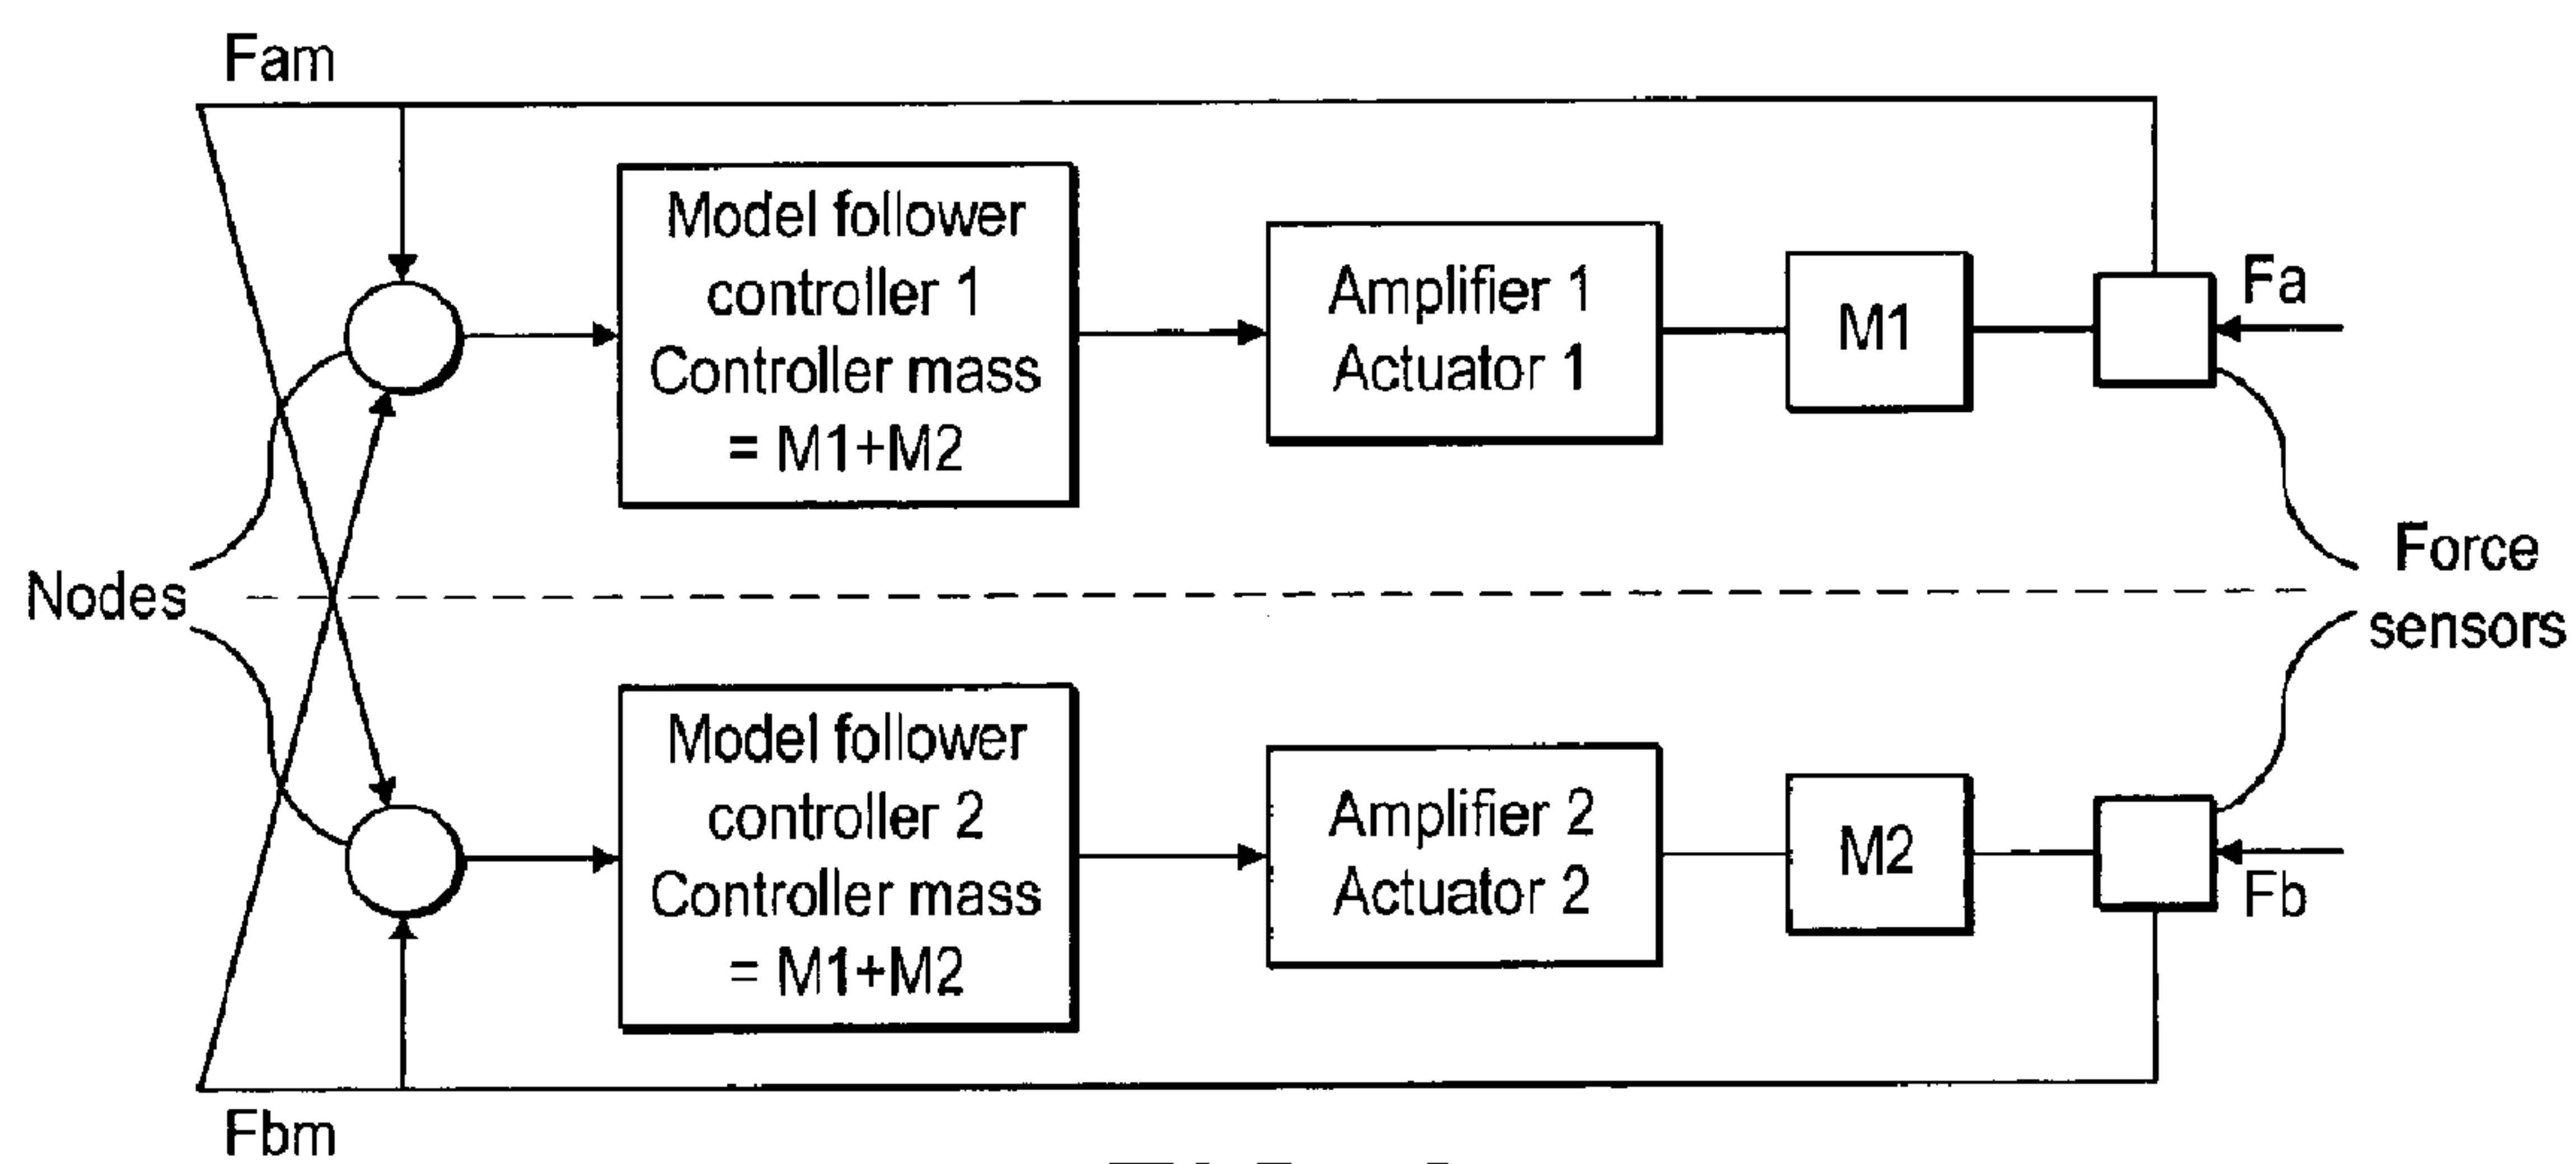 Fam
Model follower
controller 1
Controller mass
= M1+M2
Amplifier 1
Actuator 1
M1
Fa
Nodes
Force
sensors
Model follower
controller 2
Controller mass
= M1+M2
Amplifier 2
Actuator 2
M2
Fb
Fbm